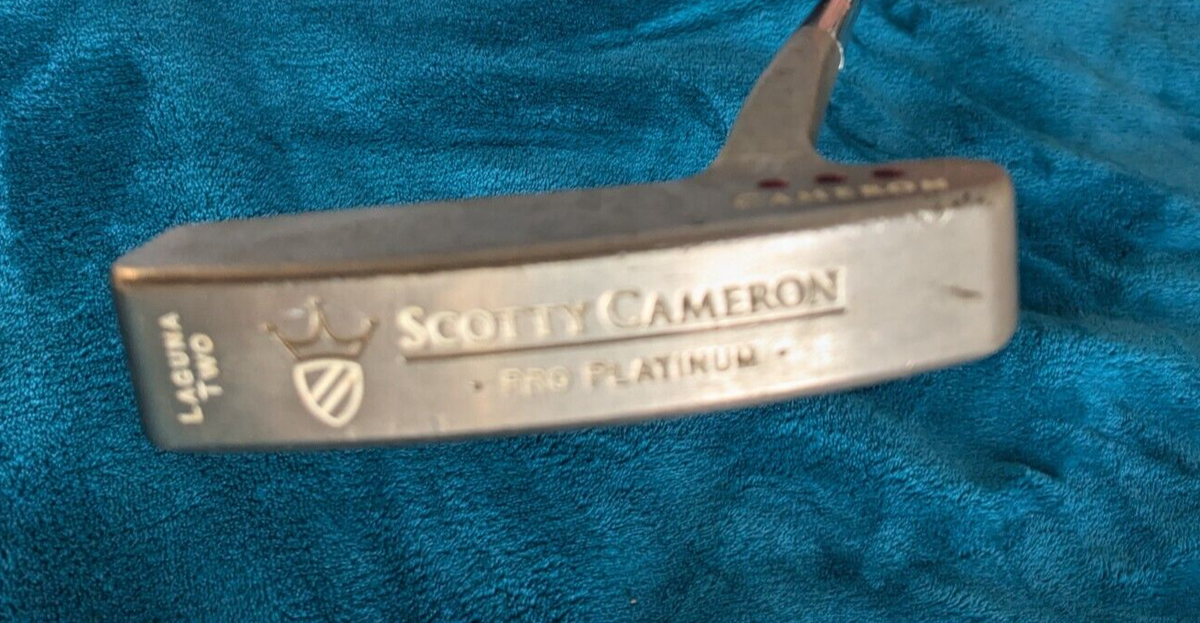 CAMERON
SCOTTY CAMERON
· PRO PLATINUM ·
LAGUNA
TWO